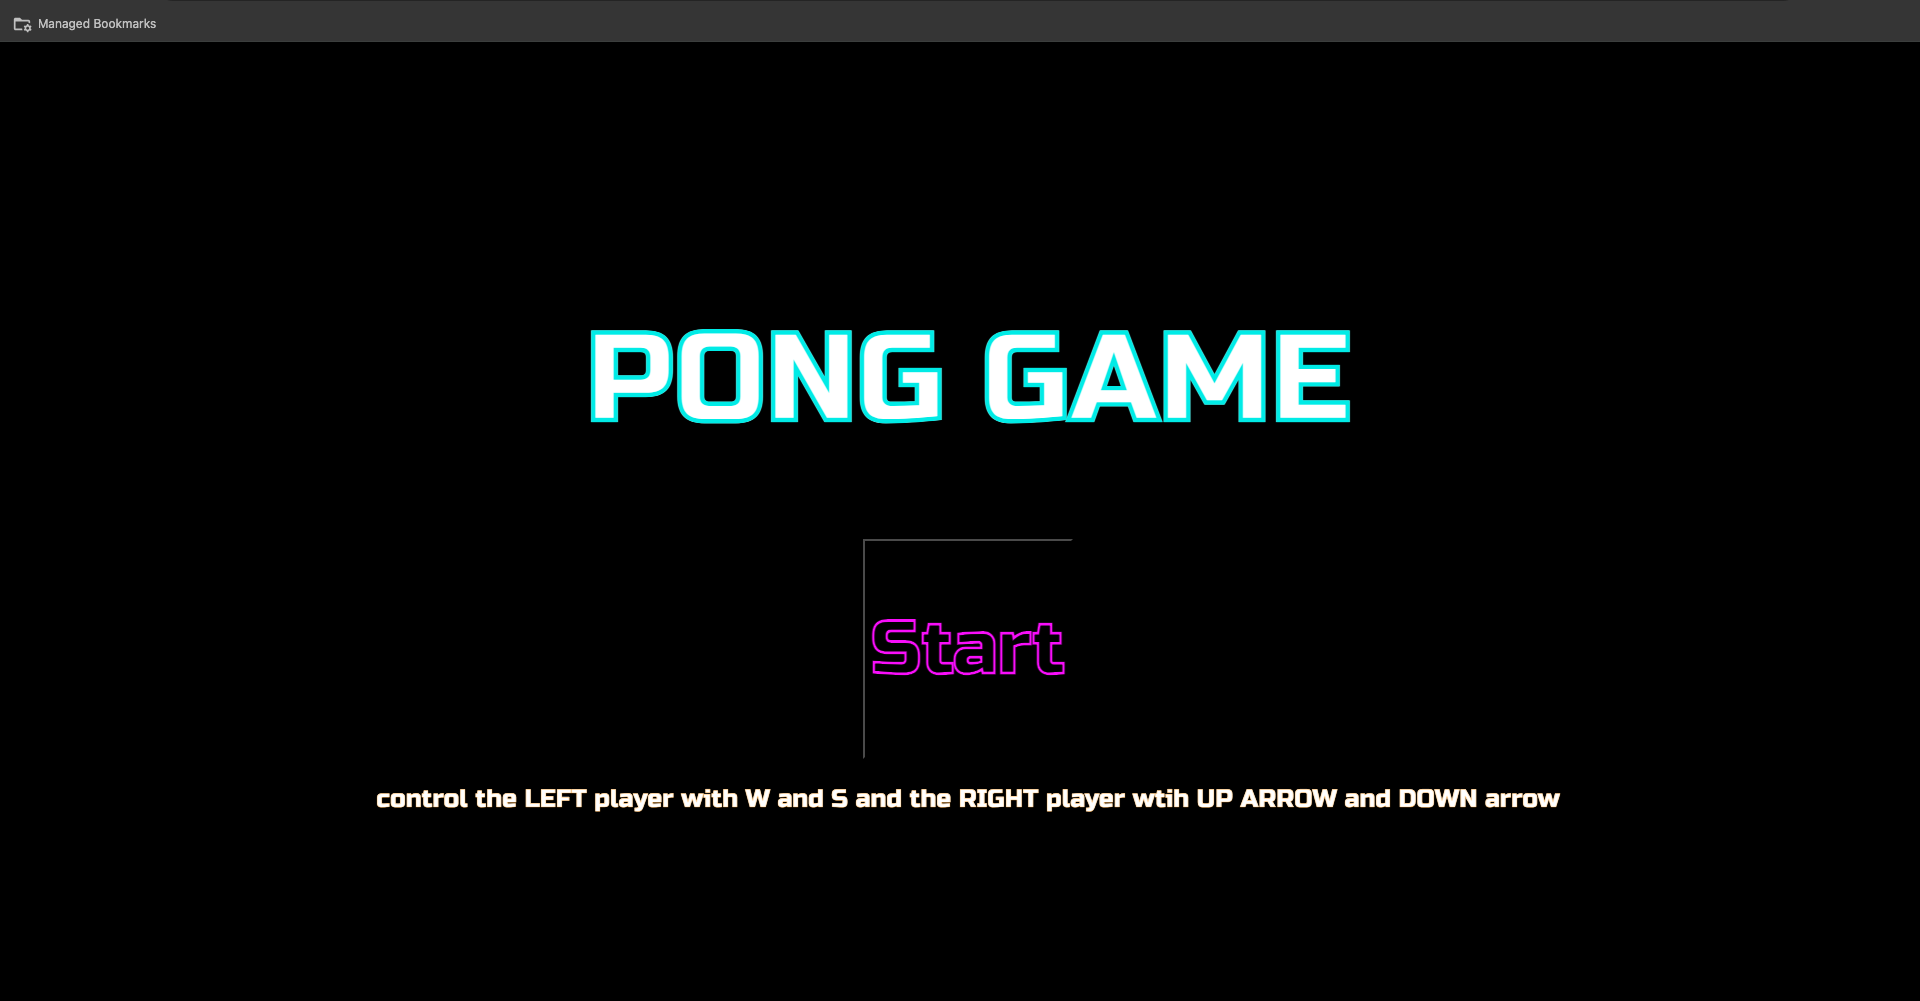 Managed Bookmarks
PONG GAME
Start
control the LEFT player with W and S and the RIGHT player wtih UP ARROW and DOWN arrow